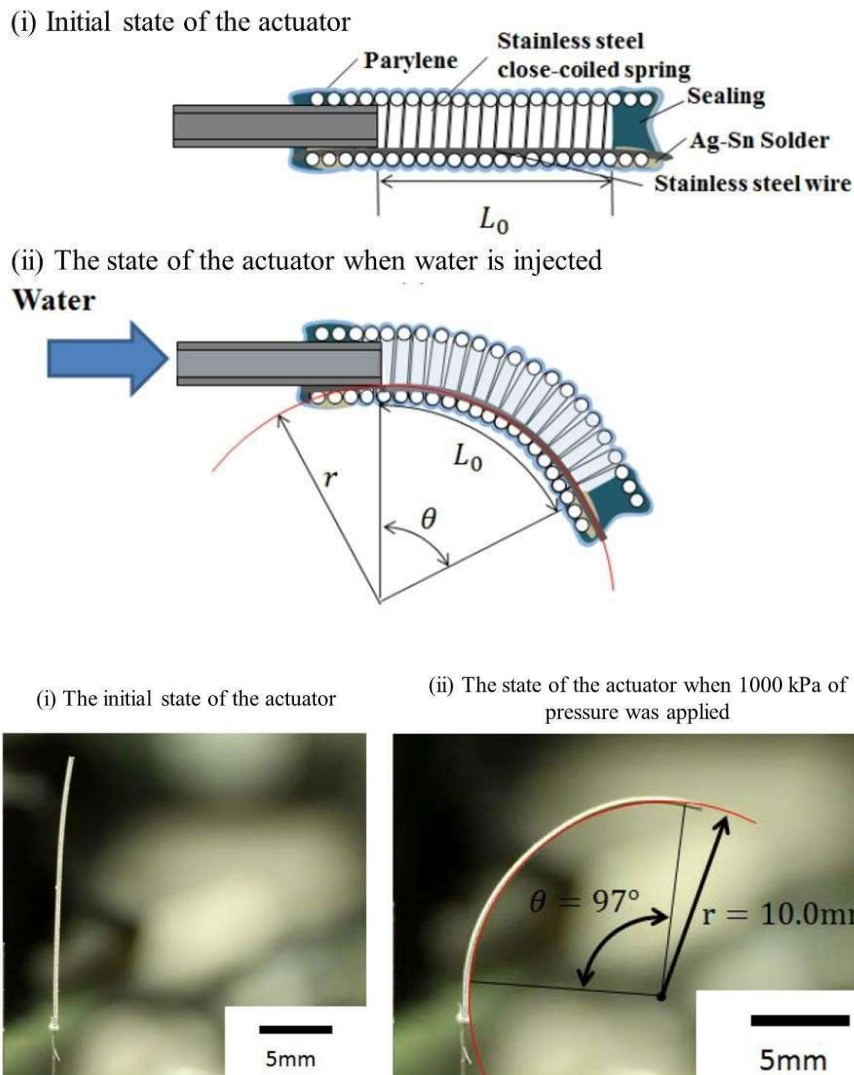 (i) Initial state of the actuator
Parylene
Stainless steel
close-coiled spring
Sealing
Ag-Sn Solder
Stainless steel wire
L₀
(ii) The state of the actuator when water is injected
Water
L₀
r
θ
(i) The initial state of the actuator
(ii) The state of the actuator when 1000 kPa of
pressure was applied
θ = 97°
r = 10.0m
5mm
5mm